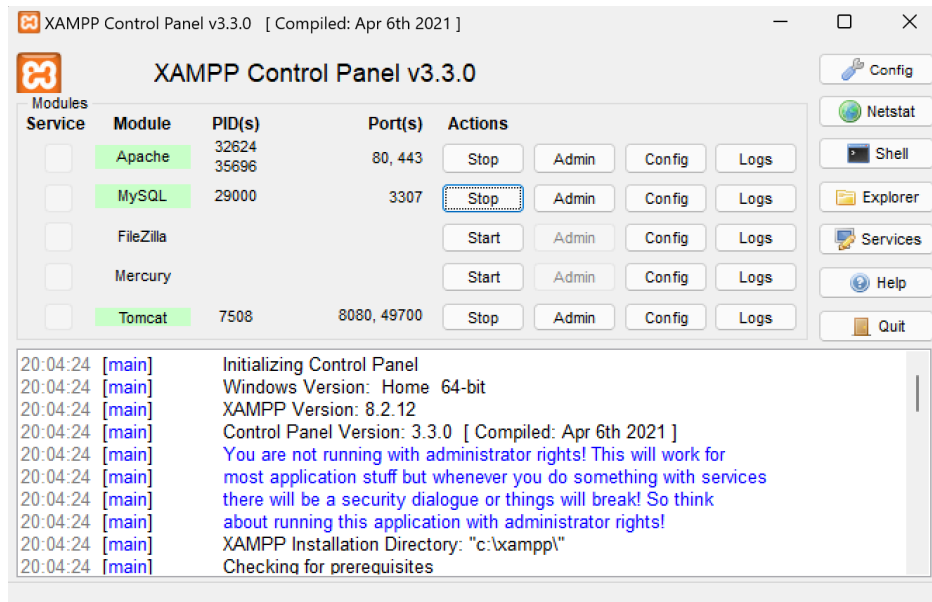 XAMPP Control Panel v3.3.0 [ Compiled: Apr 6th 2021 ]
XAMPP Control Panel v3.3.0
Config
Modules
Service Module PID(s) Port(s) Actions
Netstat
Apache 32624 35696 80, 443 Stop Admin Config Logs
Shell
MySQL 29000 3307 Stop Admin Config Logs
Explorer
FileZilla Start Admin Config Logs
Services
Mercury Start Admin Config Logs
Help
Tomcat 7508 8080, 49700 Stop Admin Config Logs
Quit
20:04:24 [main] Initializing Control Panel
20:04:24 [main] Windows Version: Home 64-bit
20:04:24 [main] XAMPP Version: 8.2.12
20:04:24 [main] Control Panel Version: 3.3.0 [ Compiled: Apr 6th 2021 ]
20:04:24 [main] You are not running with administrator rights! This will work for
20:04:24 [main] most application stuff but whenever you do something with services
20:04:24 [main] there will be a security dialogue or things will break! So think
20:04:24 [main] about running this application with administrator rights!
20:04:24 [main] XAMPP Installation Directory: "c:\xampp\"
20:04:24 [main] Checking for prerequisites